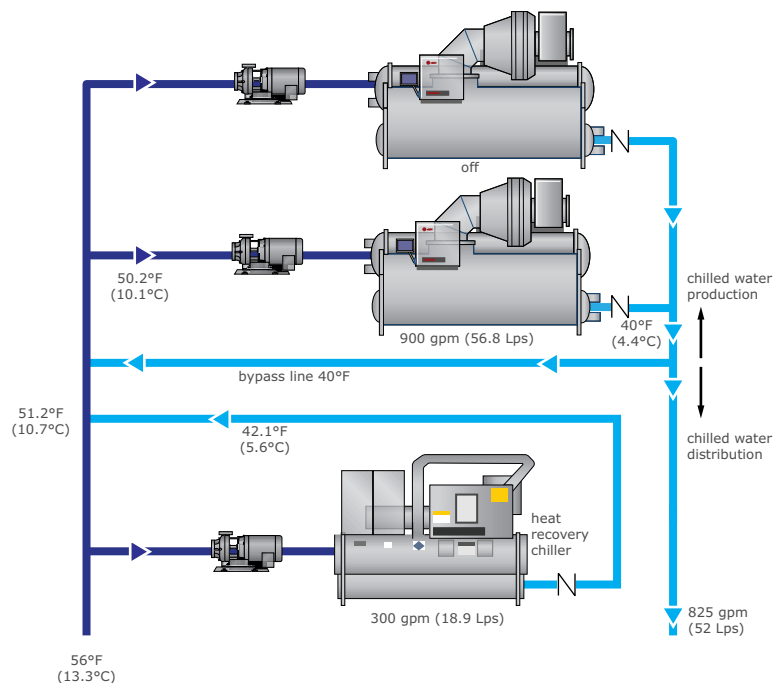 off
50.2°F
(10.1°C)
chilled water
production
900 gpm (56.8 Lps)
40°F
(4.4°C)
bypass line 40°F
51.2°F
(10.7°C)
42.1°F
(5.6°C)
chilled water
distribution
heat
recovery
chiller
300 gpm (18.9 Lps)
825 gpm
(52 Lps)
56°F
(13.3°C)